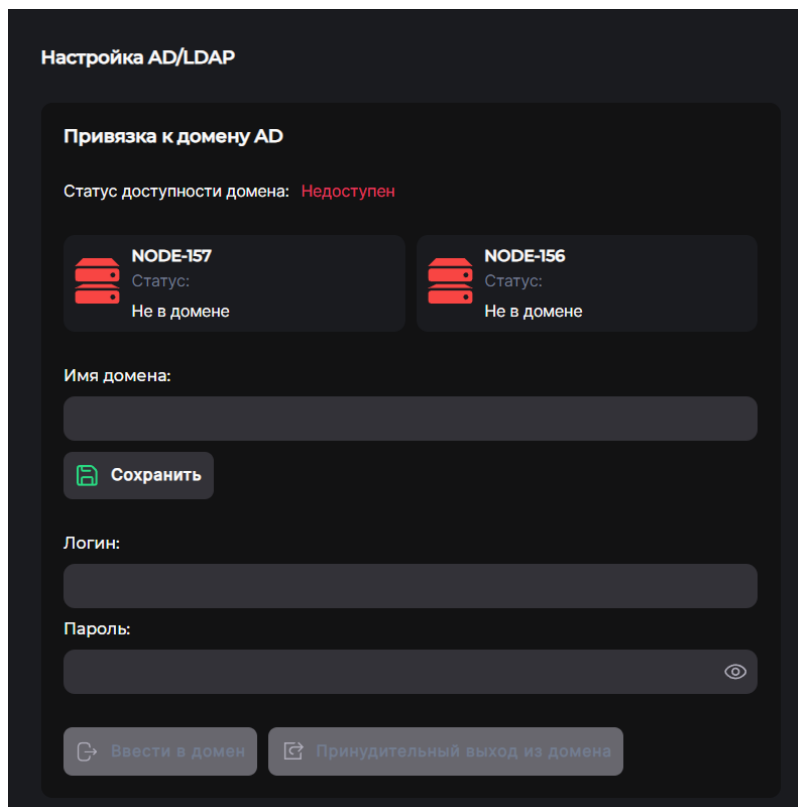 Настройка AD/LDAP
Привязка к домену AD
Статус доступности домена: Недоступен
NODE-157
Статус:
Не в домене
NODE-156
Статус:
Не в домене
Имя домена:
Сохранить
Логин:
Пароль:
Ввести в домен
Принудительный выход из домена